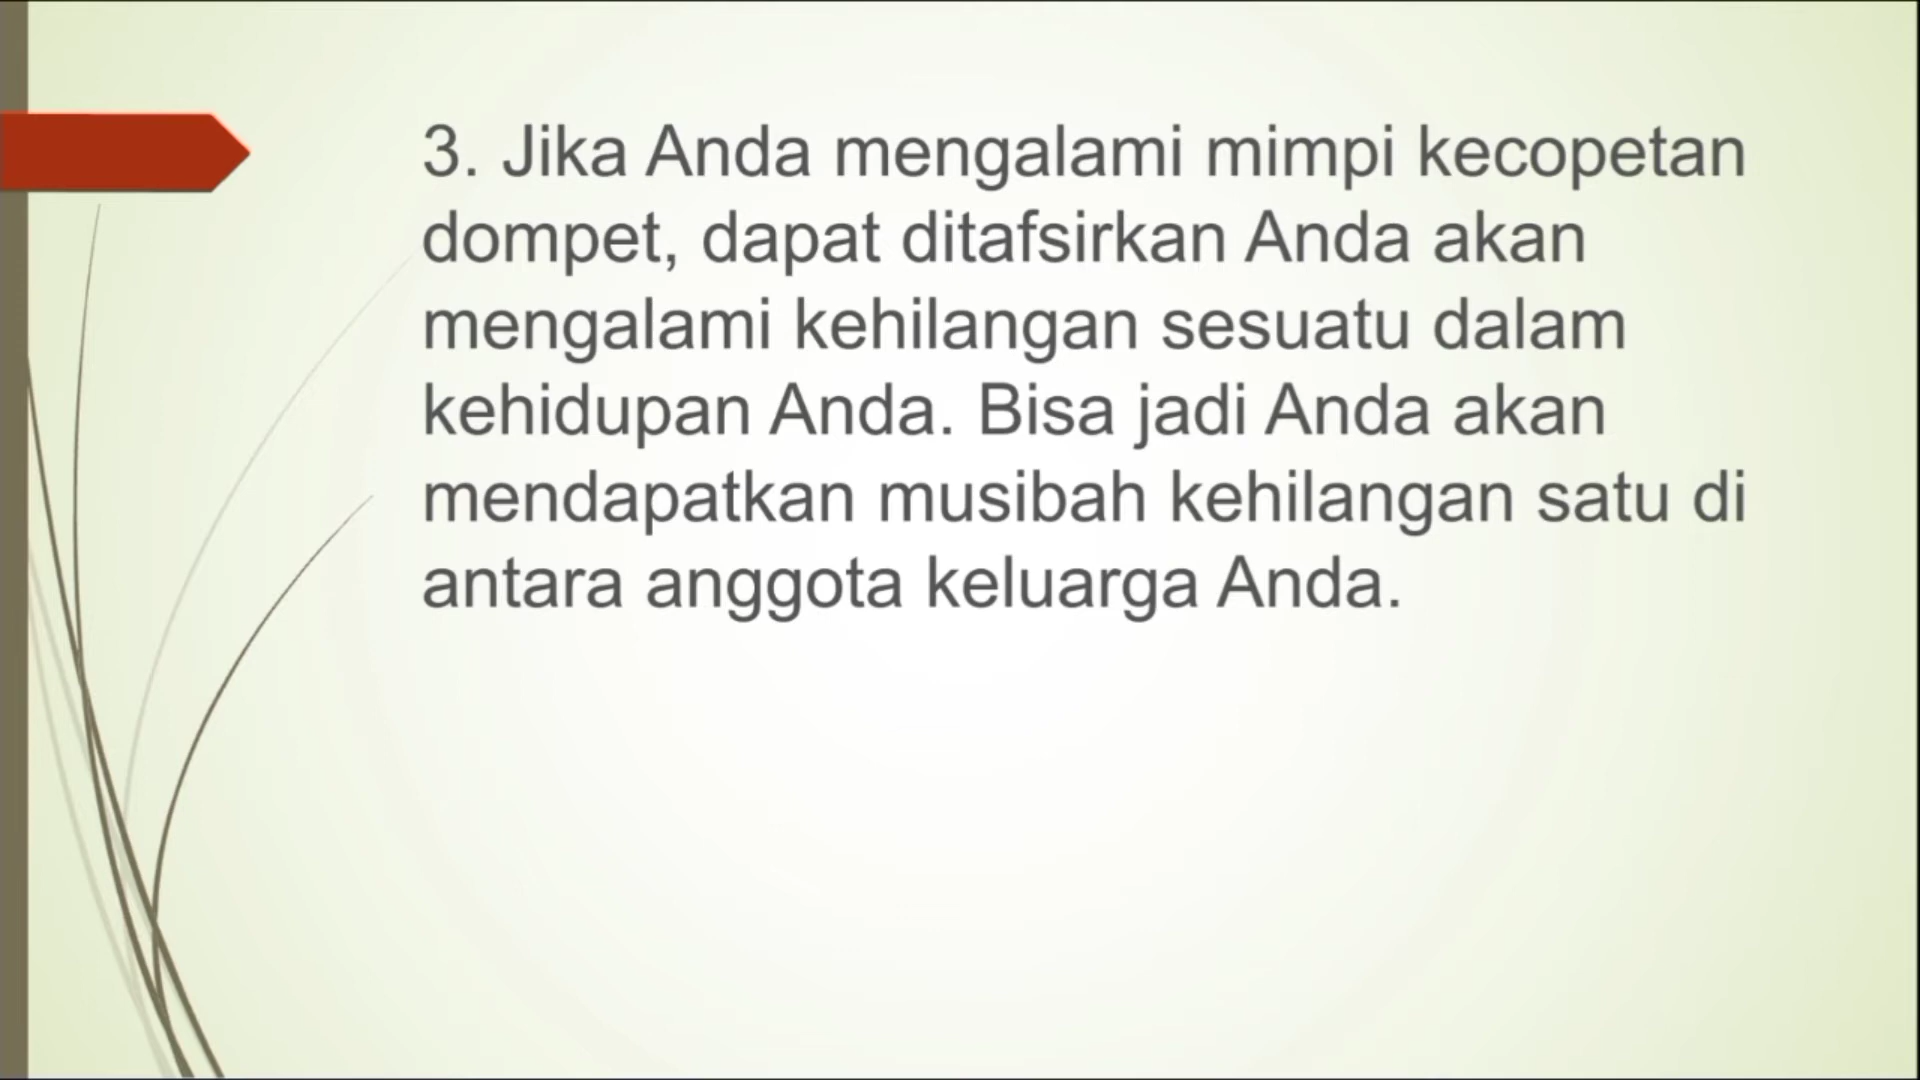 3. Jika Anda mengalami mimpi kecopetan
dompet, dapat ditafsirkan Anda akan
mengalami kehilangan sesuatu dalam
kehidupan Anda. Bisa jadi Anda akan
mendapatkan musibah kehilangan satu di
antara anggota keluarga Anda.